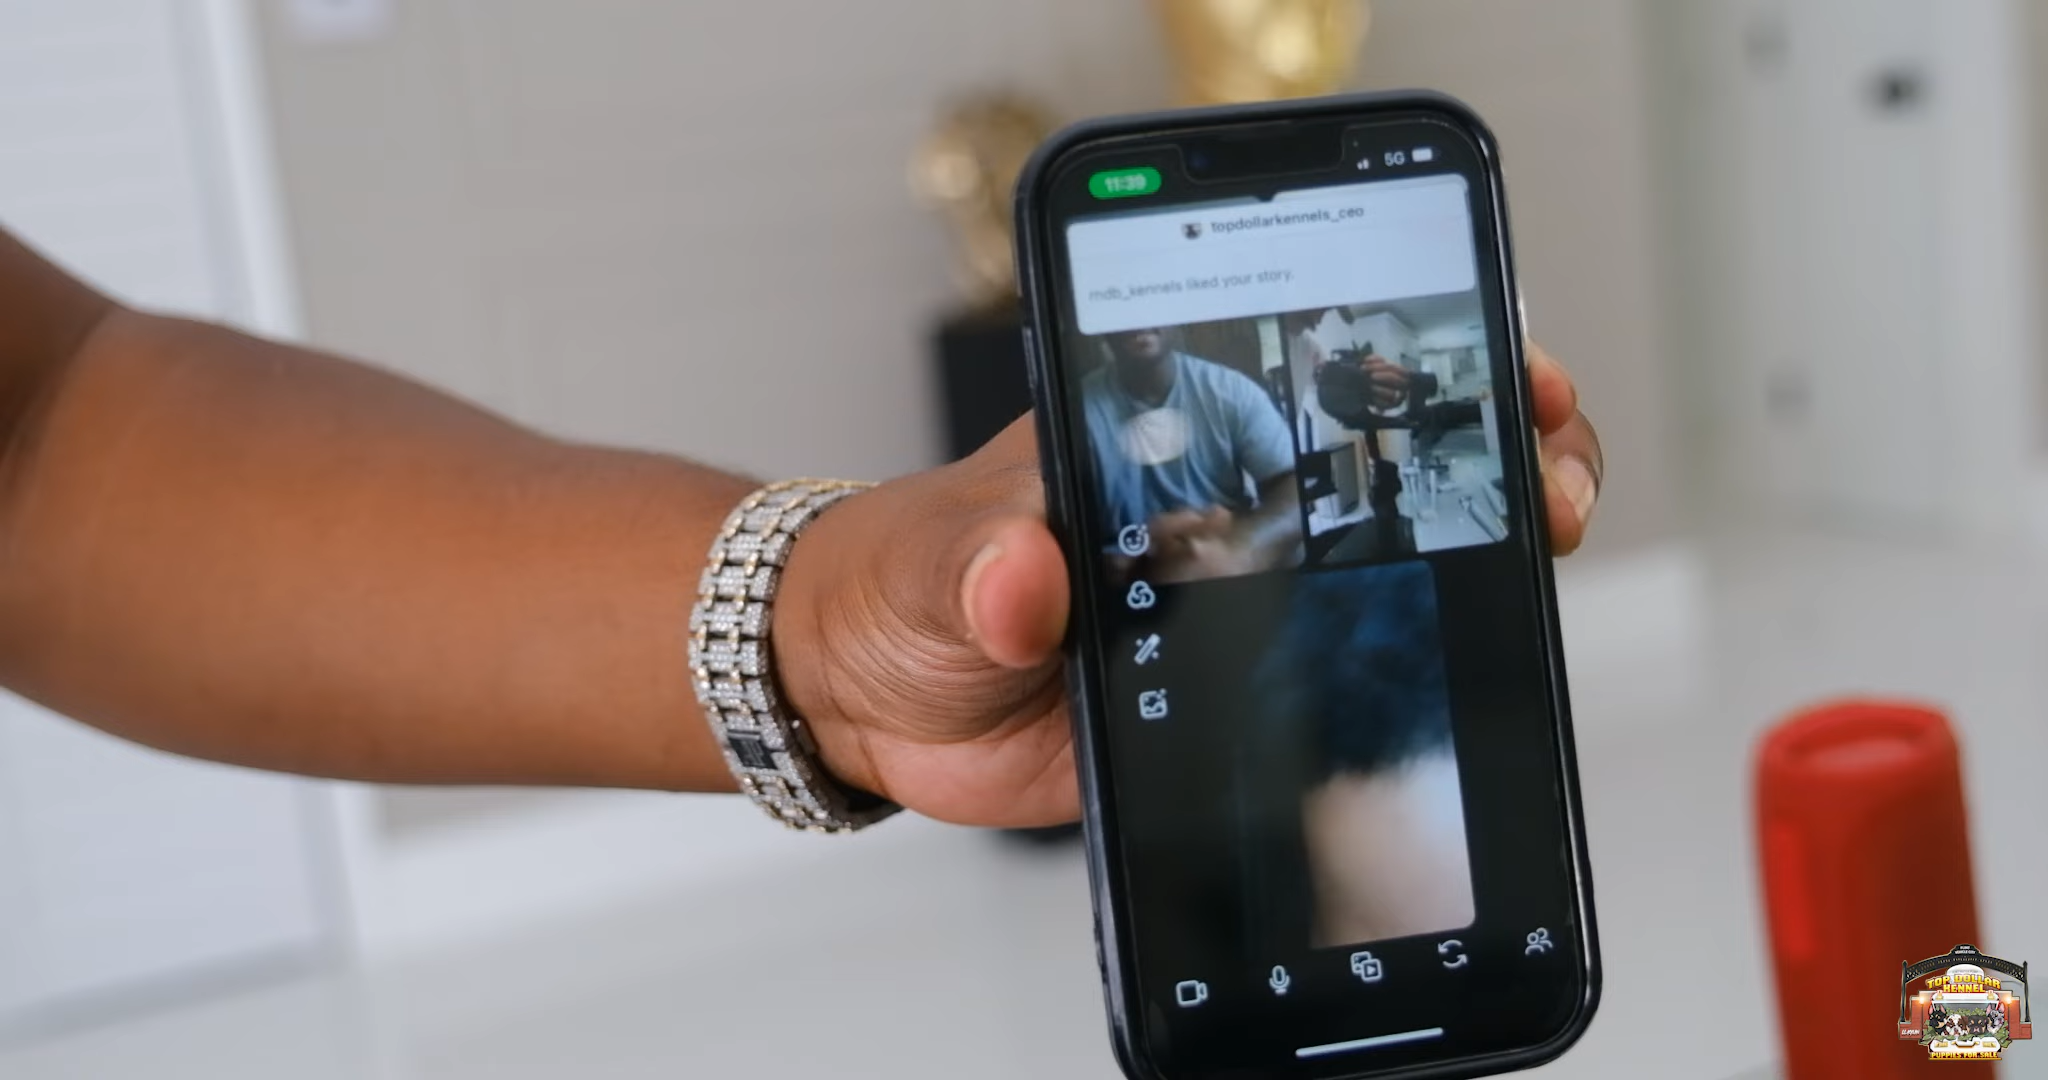 11:39
5G
topdollarkennels_ceo
mdb_kennels liked your story.
TOP DOLLAR
KENNEL
PUPPIES FOR SALE